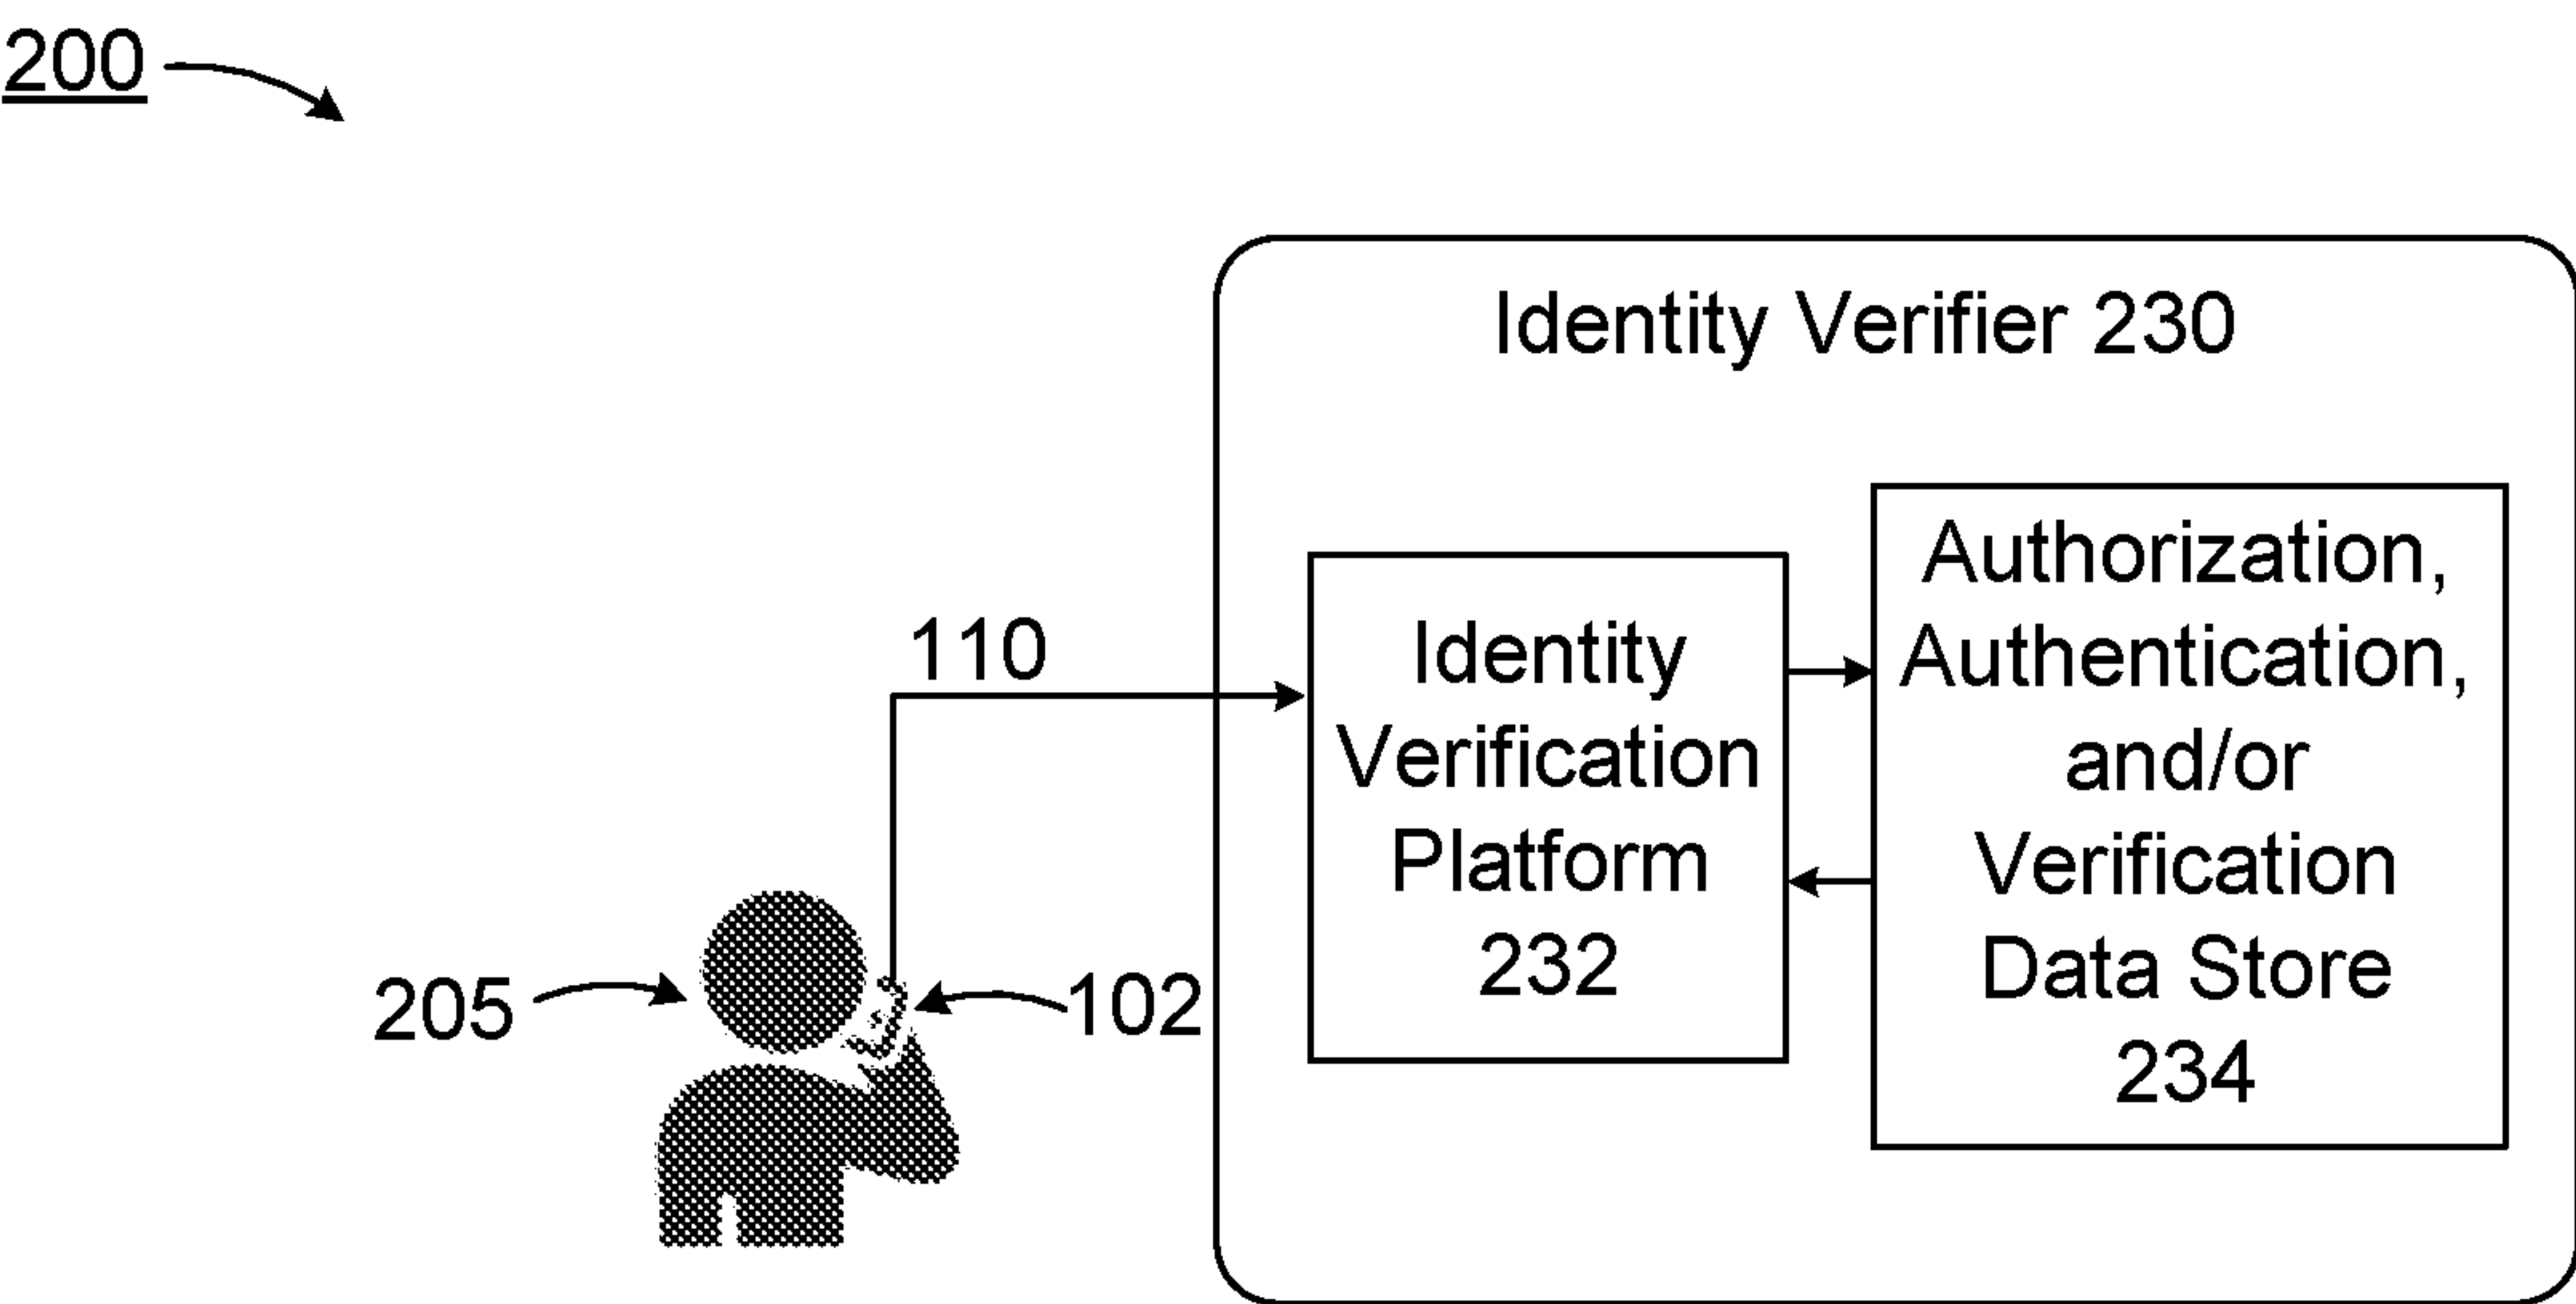 200
Identity Verifier 230
110
Identity
Verification
Platform
232
Authorization,
Authentication,
and/or
Verification
Data Store
234
205
102